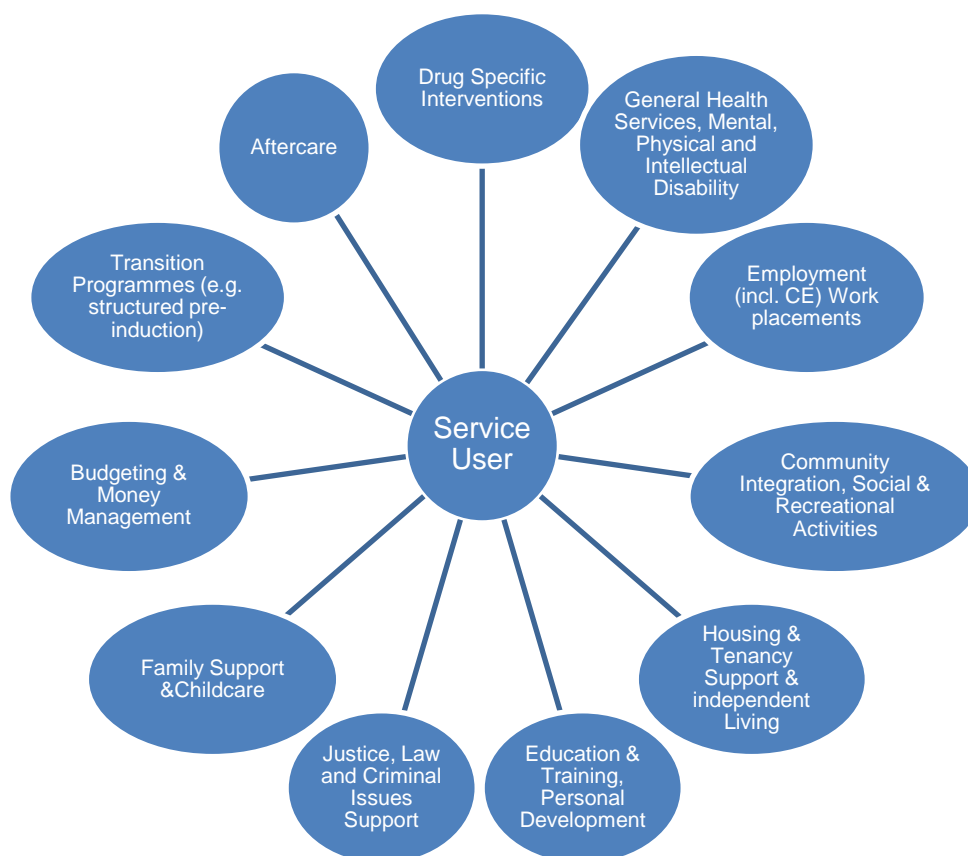 Drug Specific
Interventions
General Health
Services, Mental,
Physical and
Intellectual
Disability
Employment
(incl. CE) Work
placements
Community
Integration, Social &
Recreational
Activities
Housing &
Tenancy
Support &
independent
Living
Education &
Training,
Personal
Development
Justice, Law
and Criminal
Issues
Support
Family Support
&Childcare
Budgeting &
Money
Management
Transition
Programmes (e.g.
structured pre-
induction)
Aftercare
Service
User